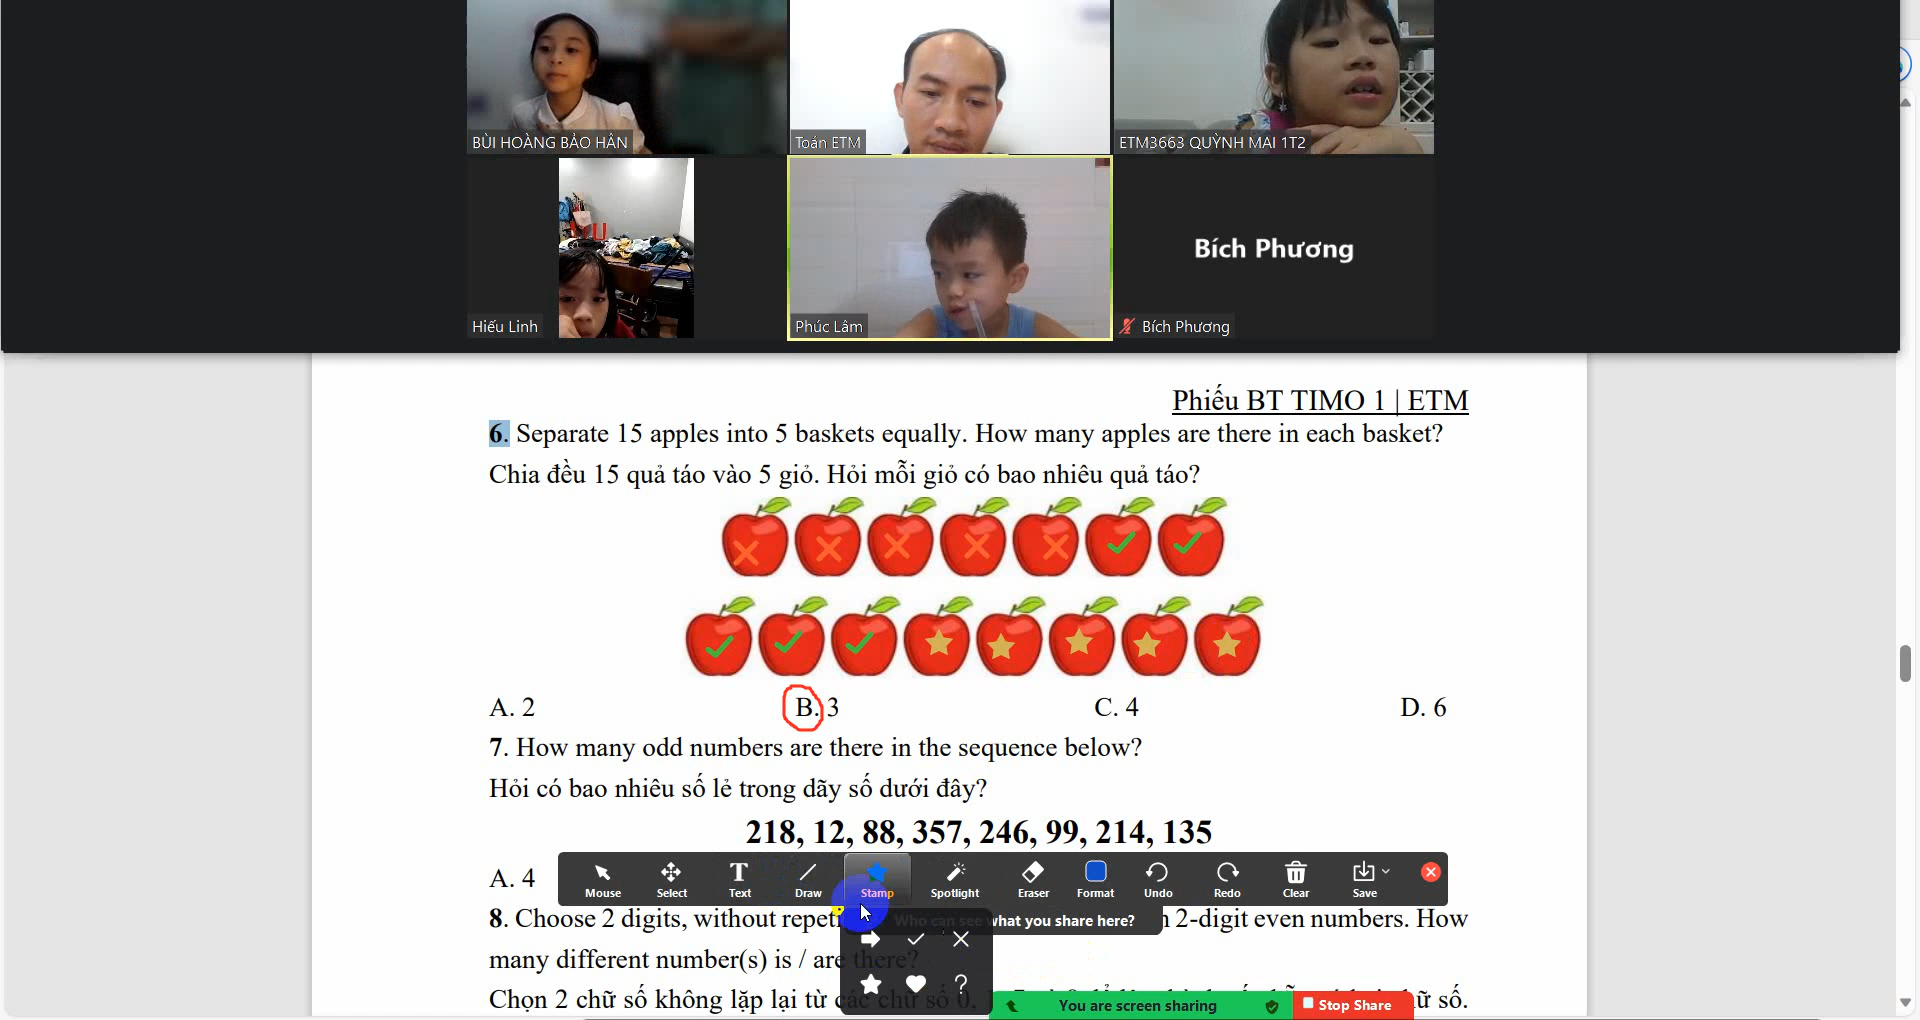 BÙI HOÀNG BẢO HÂN
Toán ETM
ETM3663 QUỲNH MAI 1T2
Hiếu Linh
Phúc Lâm
Bích Phương
Bích Phương
Phiếu BT TIMO 1 | ETM
6. Separate 15 apples into 5 baskets equally. How many apples are there in each basket?
Chia đều 15 quả táo vào 5 giỏ. Hỏi mỗi giỏ có bao nhiêu quả táo?
A. 2 B. 3 C. 4 D. 6
7. How many odd numbers are there in the sequence below?
Hỏi có bao nhiêu số lẻ trong dãy số dưới đây?
218, 12, 88, 357, 246, 99, 214, 135
A. 4
Mouse Select Text Draw Stamp Spotlight Eraser Format Undo Redo Clear Save
8. Choose 2 digits, without 2-digit even numbers. How
Who can see what you share here?
many different number(s) is / are there?
Chọn 2 chữ số không lặp lại từ các chữ số 0, chữ số.
You are screen sharing Stop Share